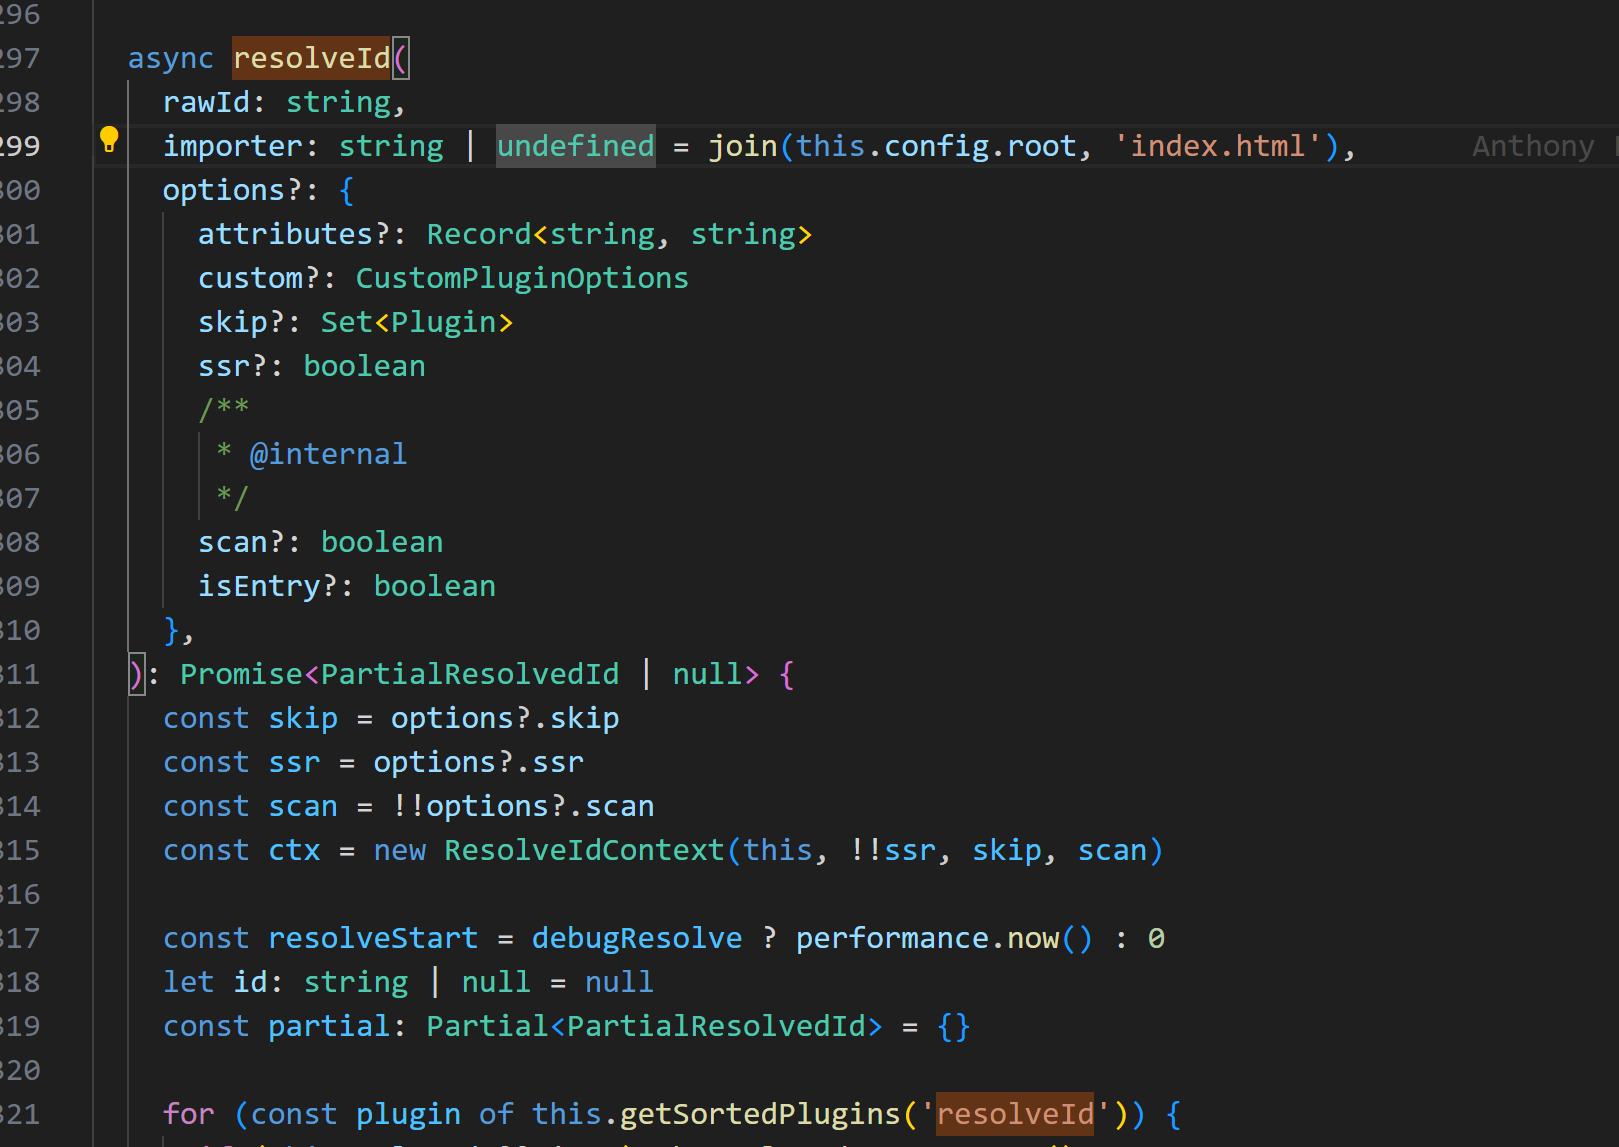 296
297 async resolveId(
298 rawId: string,
299 importer: string | undefined = join(this.config.root, 'index.html'), Anthony
300 options?: {
301 attributes?: Record<string, string>
302 custom?: CustomPluginOptions
303 skip?: Set<Plugin>
304 ssr?: boolean
305 /**
306 * @internal
307 */
308 scan?: boolean
309 isEntry?: boolean
310 },
311 ): Promise<PartialResolvedId | null> {
312 const skip = options?.skip
313 const ssr = options?.ssr
314 const scan = !!options?.scan
315 const ctx = new ResolveIdContext(this, !!ssr, skip, scan)
316
317 const resolveStart = debugResolve ? performance.now() : 0
318 let id: string | null = null
319 const partial: Partial<PartialResolvedId> = {}
320
321 for (const plugin of this.getSortedPlugins('resolveId')) {